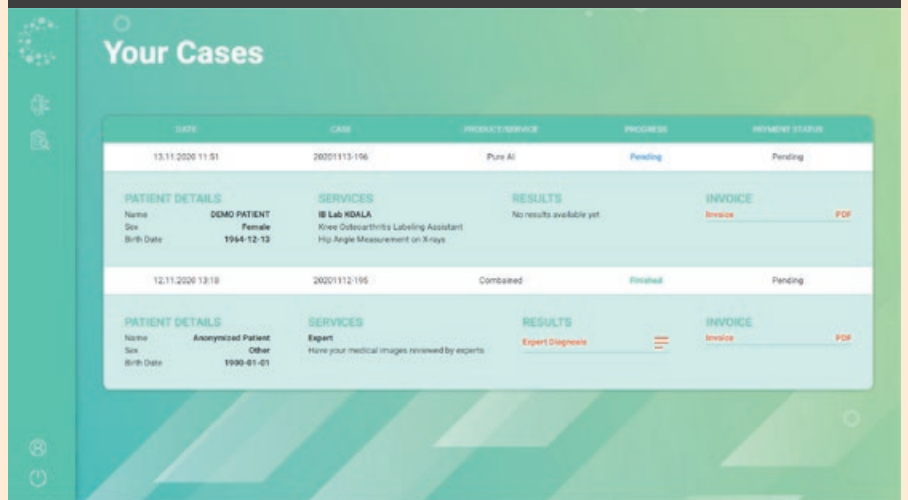 Your Cases
DATE CASE PRODUCT/SERVICE PROGRESS PAYMENT STATUS
13.11.2020 11:51 20201113-196 Pure AI Pending Pending
PATIENT DETAILS SERVICES RESULTS INVOICE
Name DEMO PATIENT IB Lab KOALA No results available yet Invoice PDF
Sex Female Knee Osteoarthritis Labeling Assistant
Birth Date 1964-12-13 Hip Angle Measurement on X-rays
12.11.2020 13:18 20201112-195 Combained Finished Pending
PATIENT DETAILS SERVICES RESULTS INVOICE
Name Anonymized Patient Expert Expert Diagnosis Invoice PDF
Sex Other Have your medical images reviewed by experts
Birth Date 1900-01-01